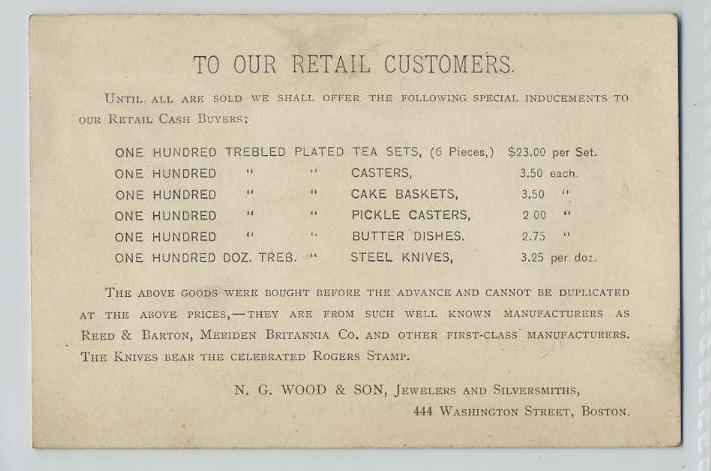 TO OUR RETAIL CUSTOMERS.
UNTIL ALL ARE SOLD WE SHALL OFFER THE FOLLOWING SPECIAL INDUCEMENTS TO
OUR RETAIL CASH BUYERS;
ONE HUNDRED TREBLED PLATED TEA SETS, (6 Pieces,) $23.00 per Set.
ONE HUNDRED " " CASTERS, 3.50 each.
ONE HUNDRED " " CAKE BASKETS, 3.50 "
ONE HUNDRED " " PICKLE CASTERS, 2 00 "
ONE HUNDRED " " BUTTER DISHES. 2.75 "
ONE HUNDRED DOZ. TREB. " STEEL KNIVES, 3.25 per doz.
THE ABOVE GOODS WERE BOUGHT BEFORE THE ADVANCE AND CANNOT BE DUPLICATED
AT THE ABOVE PRICES,—THEY ARE FROM SUCH WELL KNOWN MANUFACTURERS AS
REED & BARTON, MERIDEN BRITANNIA CO. AND OTHER FIRST-CLASS MANUFACTURERS.
THE KNIVES BEAR THE CELEBRATED ROGERS STAMP.
N. G. WOOD & SON, JEWELERS AND SILVERSMITHS,
444 WASHINGTON STREET, BOSTON.